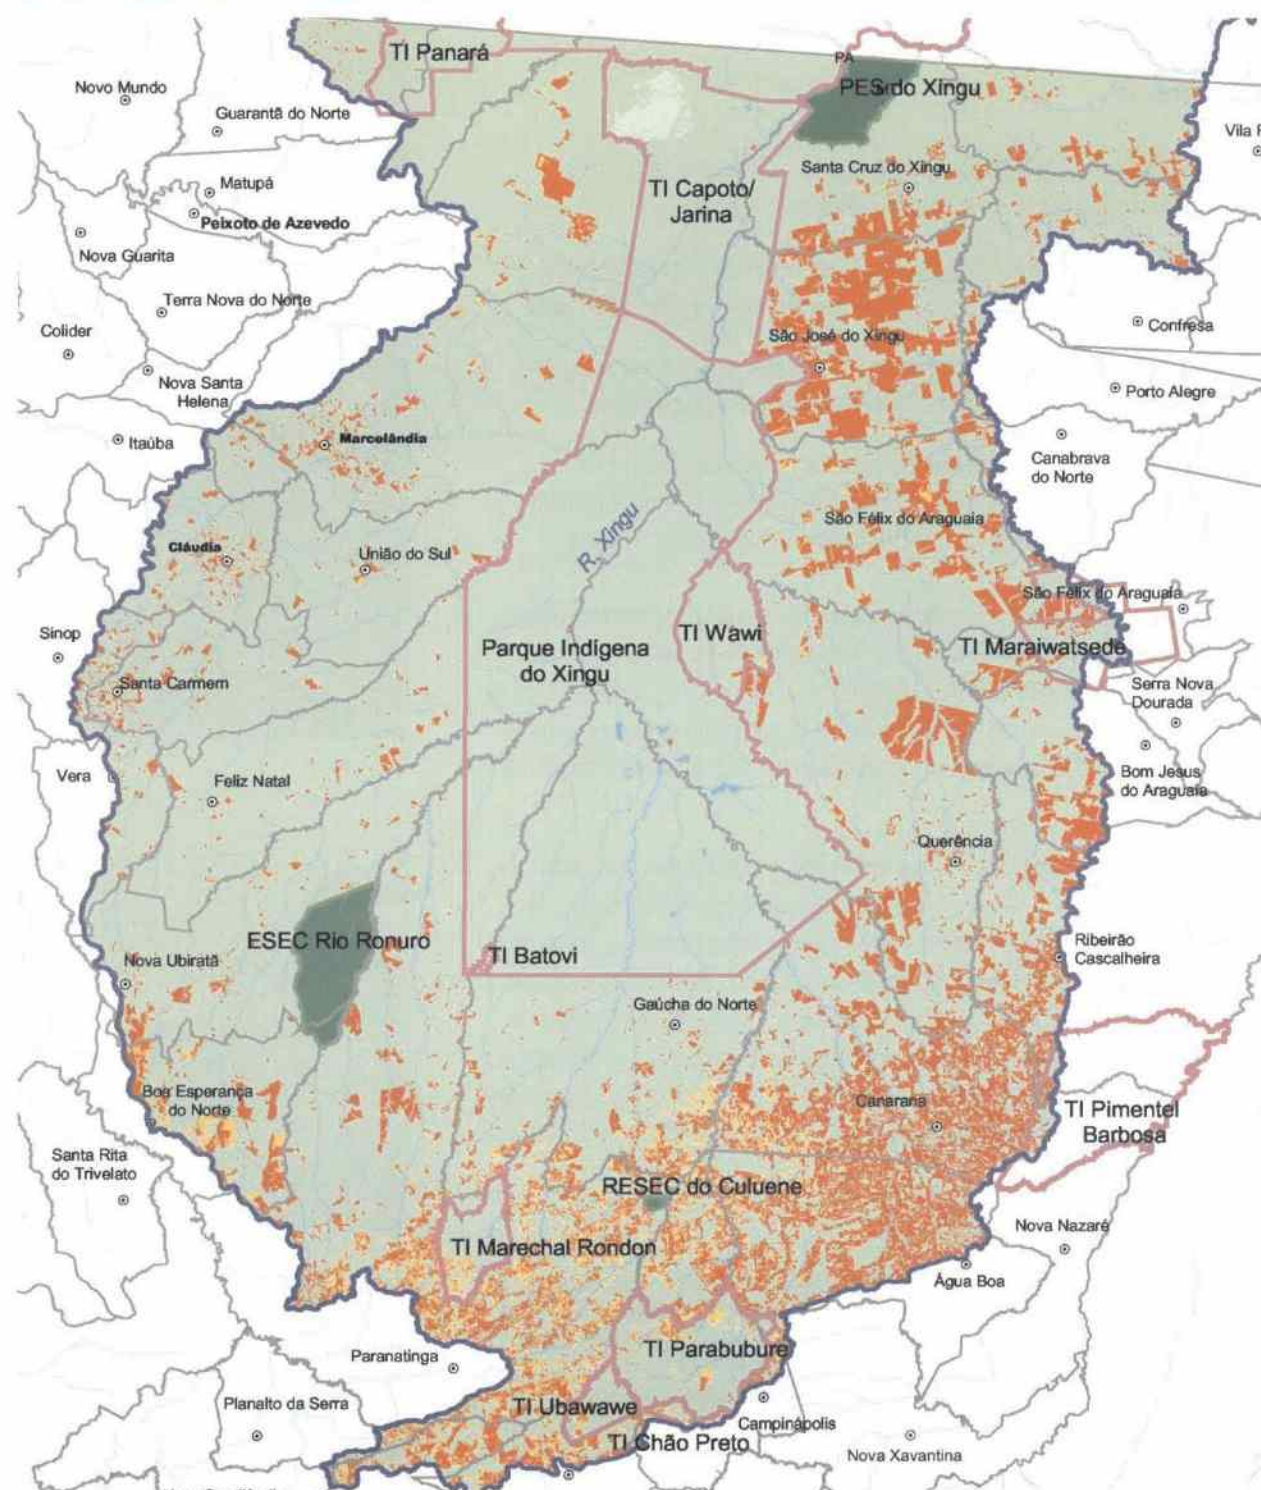 TI Panará
PA
PES do Xingu
Novo Mundo
Guarantã do Norte
Vila
Matupá
Santa Cruz do Xingu
TI Capoto/
Jarina
Peixoto de Azevedo
Nova Guarita
Terra Nova do Norte
Colider
São José do Xingu
Confresa
Nova Santa
Helena
Porto Alegre
Itaúba
Marcelândia
Canabrava
do Norte
São Félix do Araguaia
R. Xingu
Cláudia
União do Sul
São Félix do Araguaia
Sinop
TI Wawi
Parque Indígena
do Xingu
TI Maraiwatsede
Santa Carmem
Serra Nova
Dourada
Vera
Feliz Natal
Bom Jesus
do Araguaia
Querência
ESEC Rio Ronuro
TI Batovi
Ribeirão
Cascalheira
Nova Ubiratã
Gaúcha do Norte
Boa Esperança
do Norte
Canarana
TI Pimentel
Barbosa
Santa Rita
do Trivelato
RESEC do Culuene
Nova Nazaré
TI Marechal Rondon
Água Boa
Paranatinga
TI Parabubure
Planalto da Serra
TI Ubawawe
Campinápolis
TI Chão Preto
Nova Xavantina